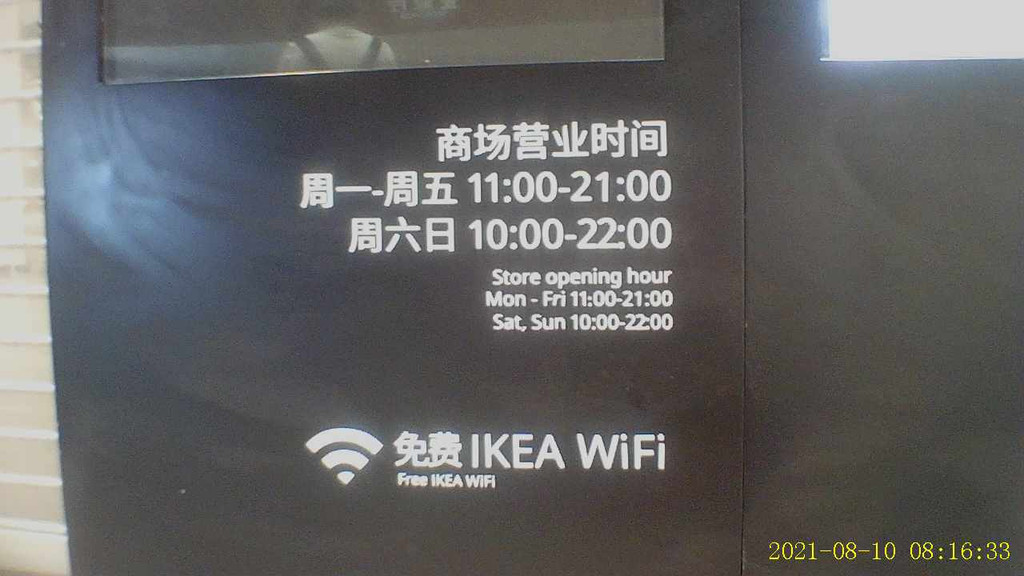 商场营业时间
周一-周五 11:00-21:00
周六日 10:00-22:00
Store opening hour
Mon - Fri 11:00-21:00
Sat, Sun 10:00-22:00
免费 IKEA WiFi
Free IKEA WiFi
2021-08-10 08:16:33